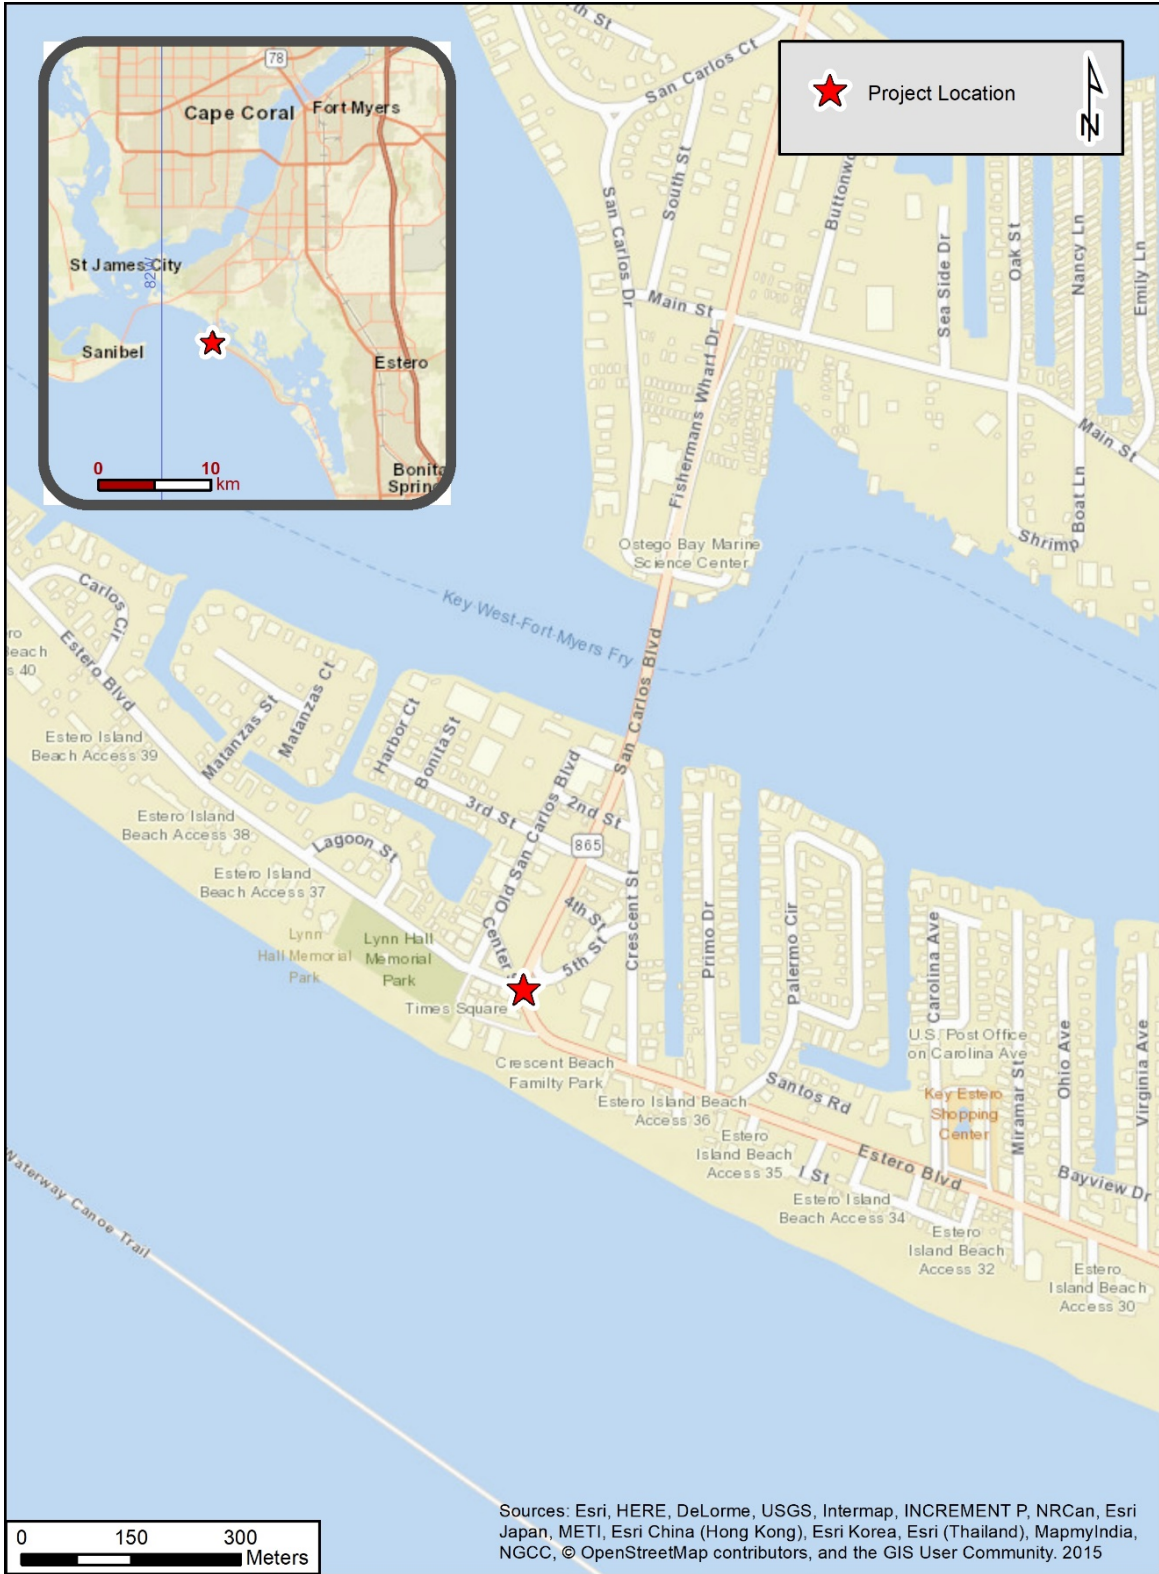 78
Cape Coral
Fort Myers
St James City
82W
Sanibel
Estero
Bonita
Sprin
0
10
km
Project Location
N
th St
San Carlos Ct
South St
San Carlos Dr
Main St
Fishermans Wharf Dr
Buttonwo
Sea Side Dr
Oak St
Nancy Ln
Emily Ln
Main St
Shrimp Boat Ln
Ostego Bay Marine
Science Center
Key West-Fort-Myers Fry
San Carlos Blvd
Carlos Cir
Estero Blvd
ero
each
s 40
Estero Island
Beach Access 39
Matanzas St
Matanzas Ct
Harbor Ct
Bonita St
Estero Island
Beach Access 38
3rd St
2nd St
Old San Carlos Blvd
865
Lagoon St
Estero Island
Beach Access 37
4th St
5th St
Center S
Crescent St
Primo Dr
Palermo Cir
Carolina Ave
Lynn
Hall Memorial
Park
Lynn Hall
Memorial
Park
Times Square
Crescent Beach
Familty Park
Estero Island Beach
Access 36
Santos Rd
U.S. Post Office
on Carolina Ave
Key Estero
Shopping
Center
Miramar St
Ohio Ave
Virginia Ave
Estero
Island Beach
Access 35
I St
Estero Blvd
Bayview Dr
Estero Island
Beach Access 34
Estero
Island Beach
Access 32
Estero
Island Beach
Access 30
Waterway Canoe Trail
0
150
300
Meters
Sources: Esri, HERE, DeLorme, USGS, Intermap, INCREMENT P, NRCan, Esri
Japan, METI, Esri China (Hong Kong), Esri Korea, Esri (Thailand), MapmyIndia,
NGCC, © OpenStreetMap contributors, and the GIS User Community. 2015